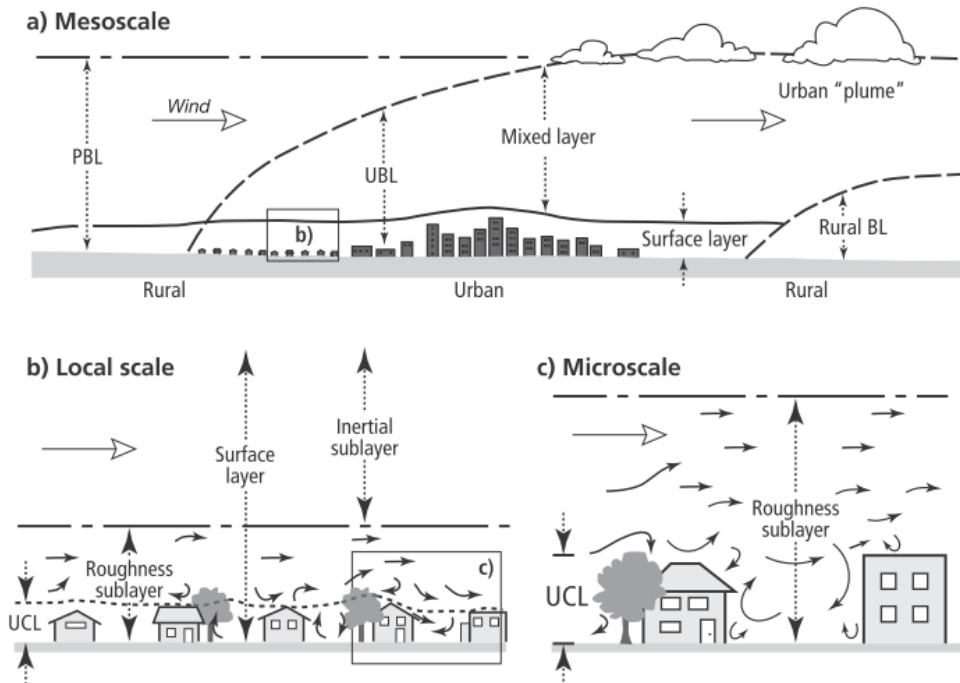 a) Mesoscale
Wind
Urban "plume"
PBL
UBL
Mixed layer
b)
Surface layer
Rural BL
Rural
Urban
Rural
b) Local scale
Surface
layer
Inertial
sublayer
Roughness
sublayer
UCL
c)
c) Microscale
Roughness
sublayer
UCL